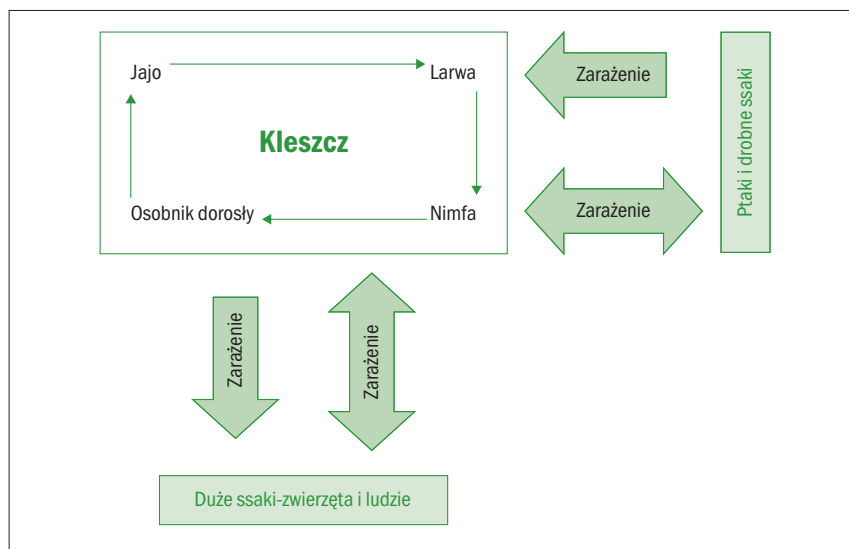 Jajo
Larwa
Zarażenie
Kleszcz
Ptaki i drobne ssaki
Osobnik dorosły
Nimfa
Zarażenie
Zarażenie
Zarażenie
Duże ssaki-zwierzęta i ludzie